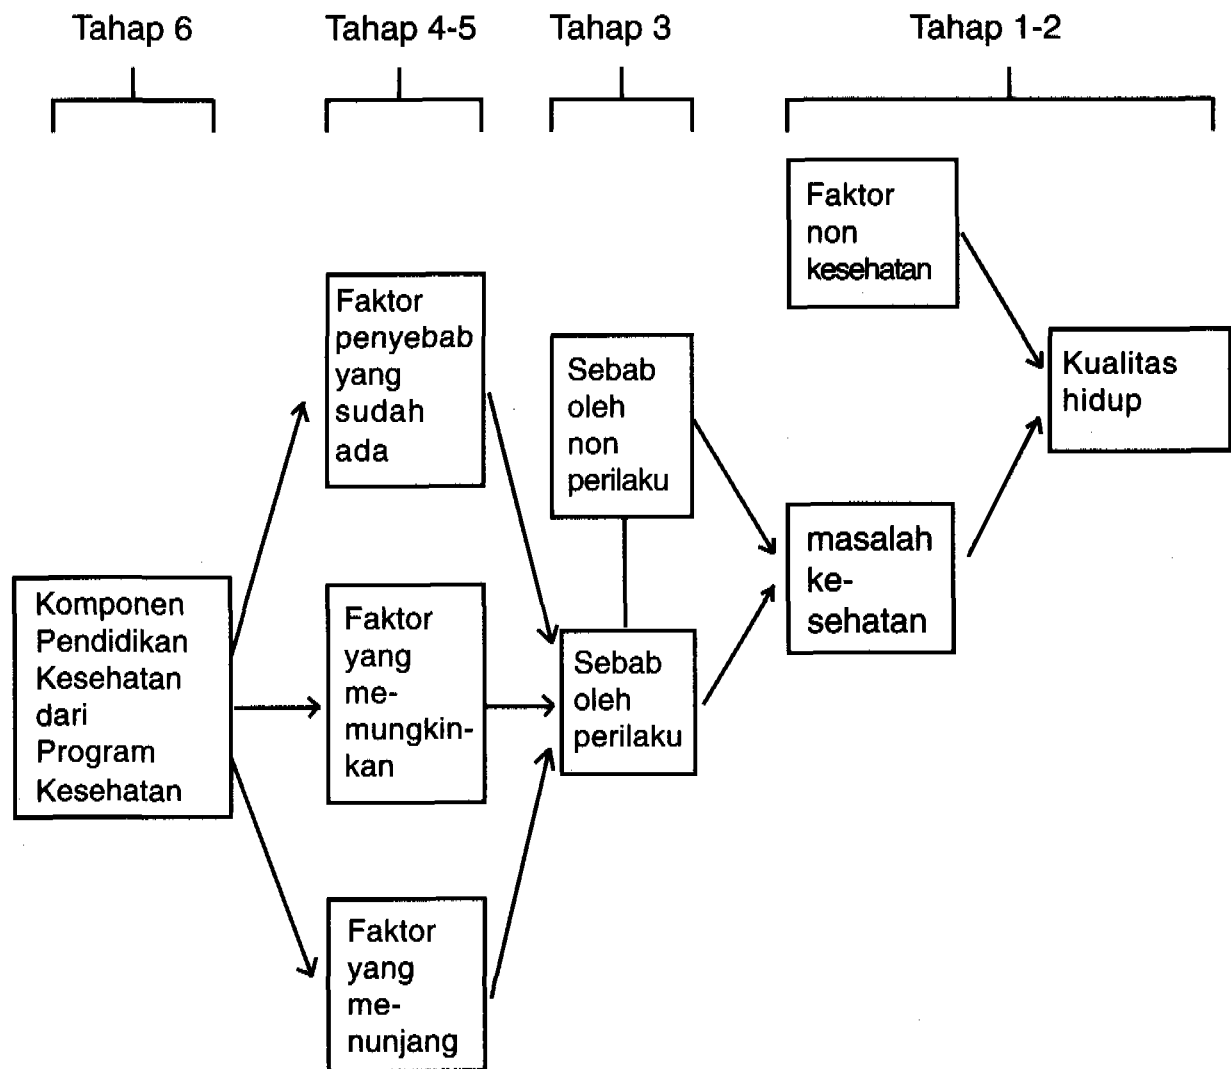 Tahap 6
Tahap 4-5
Tahap 3
Tahap 1-2
Faktor
non
kesehatan
Faktor
penyebab
yang
sudah
ada
Sebab
oleh
non
perilaku
Kualitas
hidup
masalah
ke-
sehatan
Komponen
Pendidikan
Kesehatan
dari
Program
Kesehatan
Faktor
yang
me-
mungkin-
kan
Sebab
oleh
perilaku
Faktor
yang
me-
nunjang